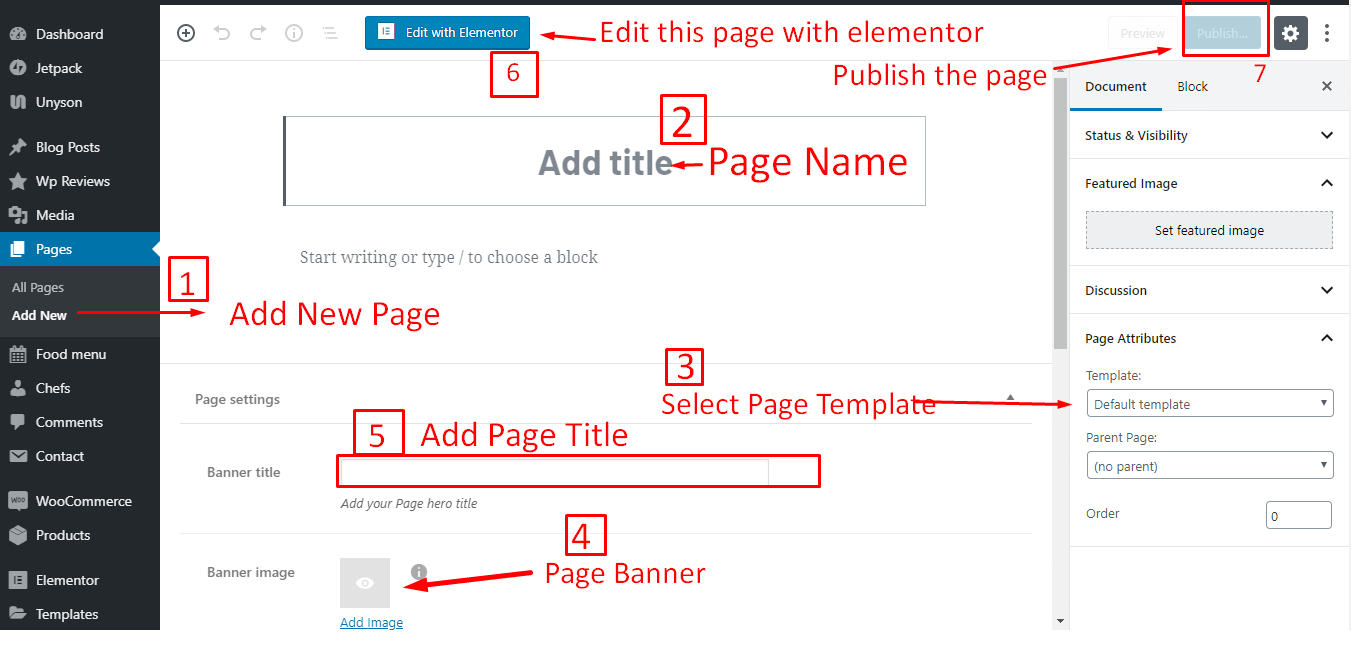 Dashboard
Jetpack
Unyson
Blog Posts
Wp Reviews
Media
Pages
All Pages
Add New
Food menu
Chefs
Comments
Contact
WOO
WooCommerce
Products
Elementor
Templates
Edit with Elementor
Edit this page with elementor
6
Preview
Publish...
Publish the page
7
2
Add title
Page Name
Start writing or type / to choose a block
1
Add New Page
3
Select Page Template
Page settings
5
Add Page Title
Banner title
Add your Page hero title
4
Banner image
Page Banner
Add Image
Document
Block
Status & Visibility
Featured Image
Set featured image
Discussion
Page Attributes
Template:
Default template
Parent Page:
(no parent)
Order
0